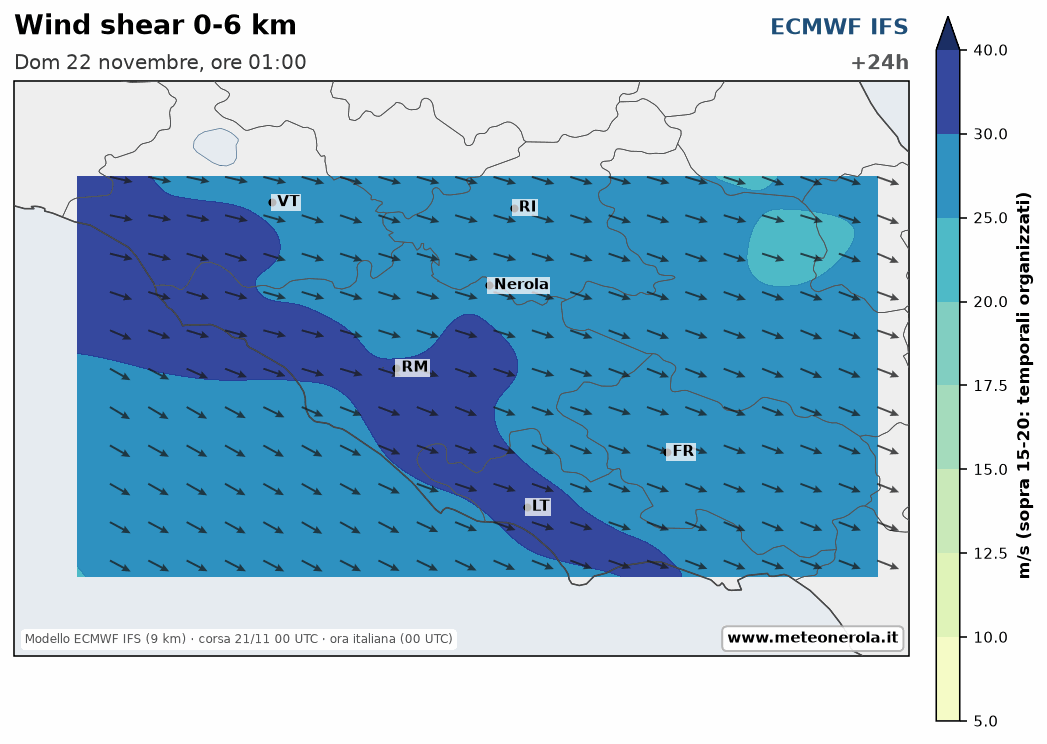 Wind shear 0-6 km
ECMWF IFS
Dom 22 novembre, ore 01:00
+24h
VT
RI
Nerola
RM
FR
LT
Modello ECMWF IFS (9 km) · corsa 21/11 00 UTC · ora italiana (00 UTC)
www.meteonerola.it
40.0
30.0
25.0
20.0
17.5
15.0
12.5
10.0
5.0
m/s (sopra 15-20: temporali organizzati)